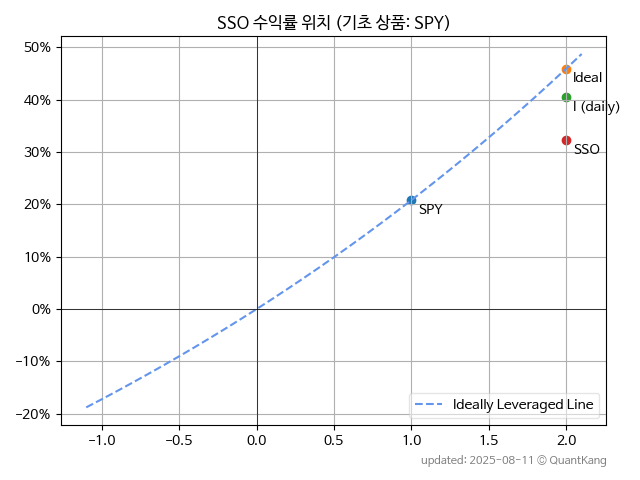 SSO 수익률 위치 (기초 상품: SPY)
50%
40%
30%
20%
10%
0%
−10%
−20%
Ideal
I (daily)
SSO
SPY
Ideally Leveraged Line
−1.0 −0.5 0.0 0.5 1.0 1.5 2.0
updated: 2025-08-11 © QuantKang